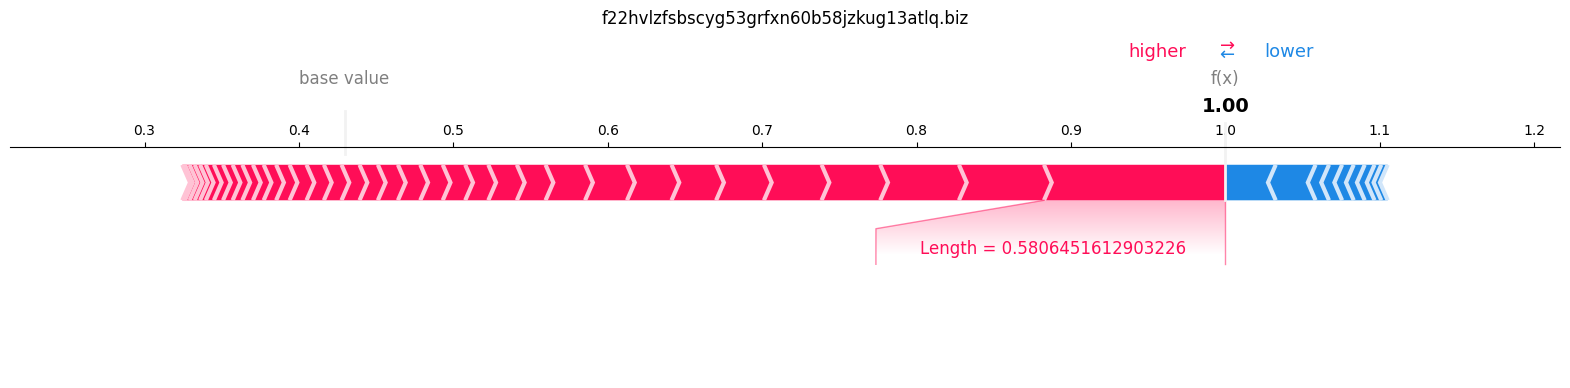 f22hvlzfsbscyg53grfxn60b58jzkug13atlq.biz
higher ⇄ lower
base value f(x)
1.00
0.3 0.4 0.5 0.6 0.7 0.8 0.9 1.0 1.1 1.2
Length = 0.5806451612903226